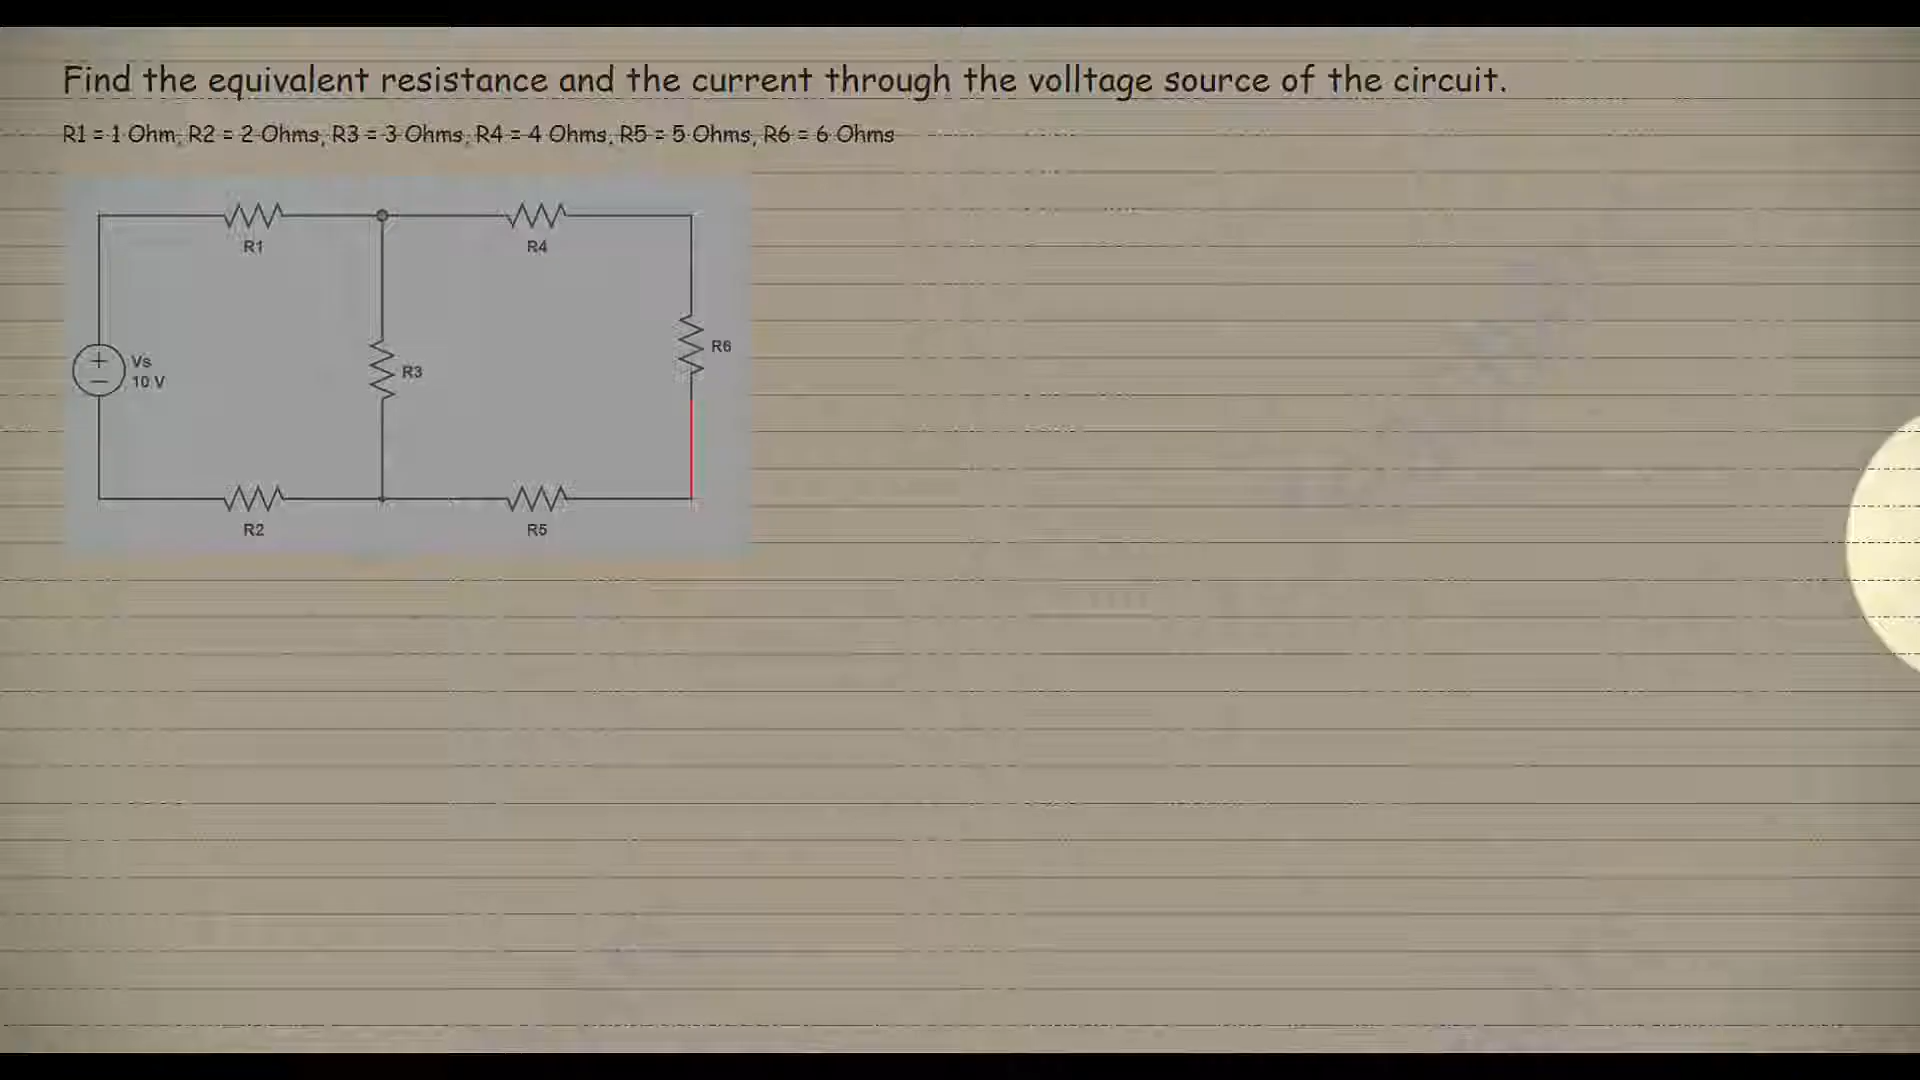 Find the equivalent resistance and the current through the volltage source of the circuit.
R1 = 1 Ohm, R2 = 2 Ohms, R3 = 3 Ohms, R4 = 4 Ohms, R5 = 5 Ohms, R6 = 6 Ohms
R1
R4
R6
Vs
10 V
R3
R2
R5